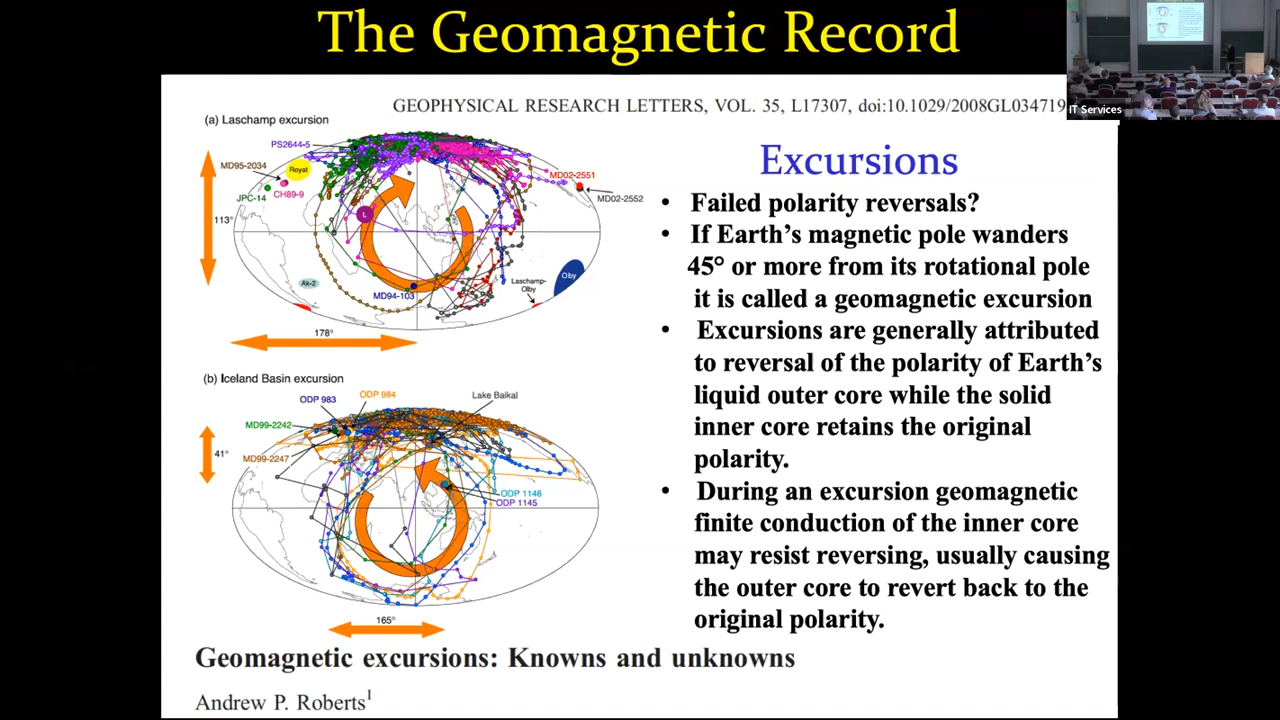 The Geomagnetic Record
IT Services
GEOPHYSICAL RESEARCH LETTERS, VOL. 35, L17307, doi:10.1029/2008GL034719
(a) Laschamp excursion
PS2644-5
MD95-2034
Royat
JPC-14
CH89-9
L
MD02-2551
MD02-2552
113°
Ak-2
MD94-103
Laschamp-
Olby
Olby
178°
(b) Iceland Basin excursion
ODP 983
ODP 984
Lake Baikal
MD99-2242
41°
MD99-2247
ODP 1146
ODP 1145
165°
Excursions
• Failed polarity reversals?
• If Earth's magnetic pole wanders
45° or more from its rotational pole
it is called a geomagnetic excursion
• Excursions are generally attributed
to reversal of the polarity of Earth's
liquid outer core while the solid
inner core retains the original
polarity.
• During an excursion geomagnetic
finite conduction of the inner core
may resist reversing, usually causing
the outer core to revert back to the
original polarity.
Geomagnetic excursions: Knowns and unknowns
Andrew P. Roberts1